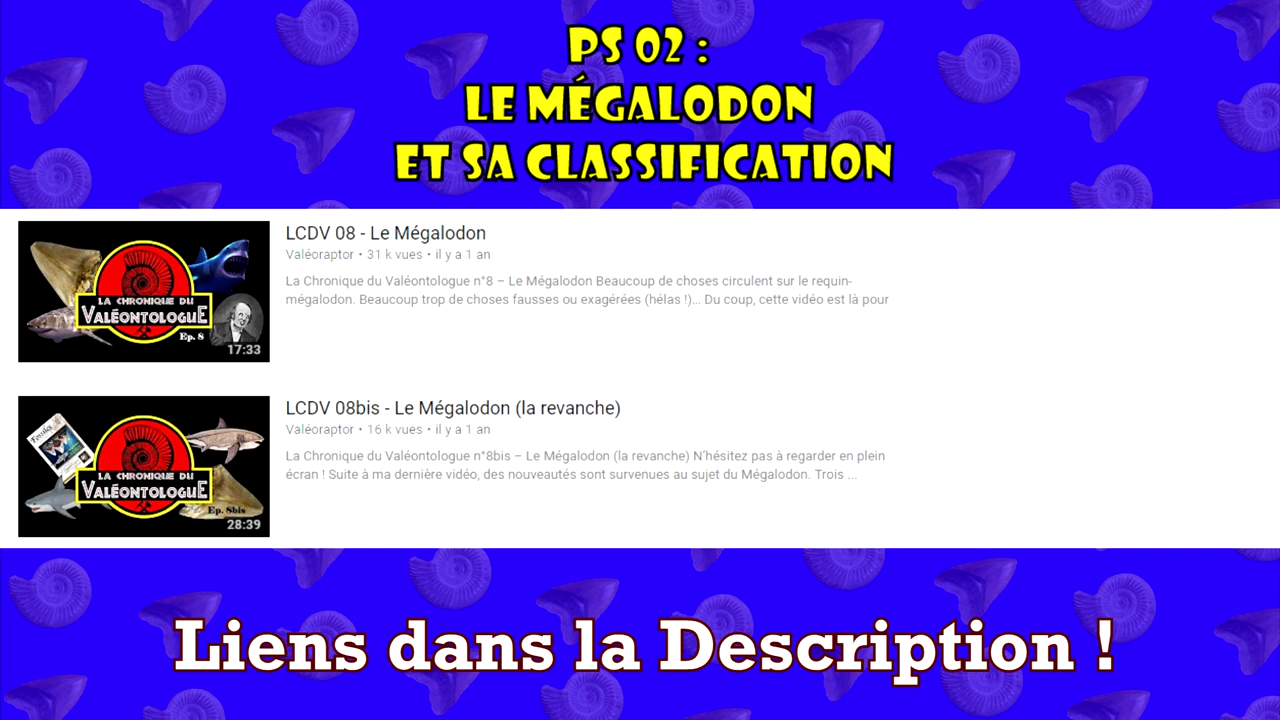 PS 02 :
LE MÉGALODON
ET SA CLASSIFICATION
LA CHRONIQUE DU
VALÉONTOLOGUE
Ep. 8
17:33
LCDV 08 - Le Mégalodon
Valéoraptor • 31 k vues • il y a 1 an
La Chronique du Valéontologue n°8 – Le Mégalodon Beaucoup de choses circulent sur le requin-
mégalodon. Beaucoup trop de choses fausses ou exagérées (hélas !)... Du coup, cette vidéo est là pour
Fossiles
LA CHRONIQUE DU
VALÉONTOLOGUE
Ep. 8bis
28:39
LCDV 08bis - Le Mégalodon (la revanche)
Valéoraptor • 16 k vues • il y a 1 an
La Chronique du Valéontologue n°8bis – Le Mégalodon (la revanche) N'hésitez pas à regarder en plein
écran ! Suite à ma dernière vidéo, des nouveautés sont survenues au sujet du Mégalodon. Trois ...
Liens dans la Description !